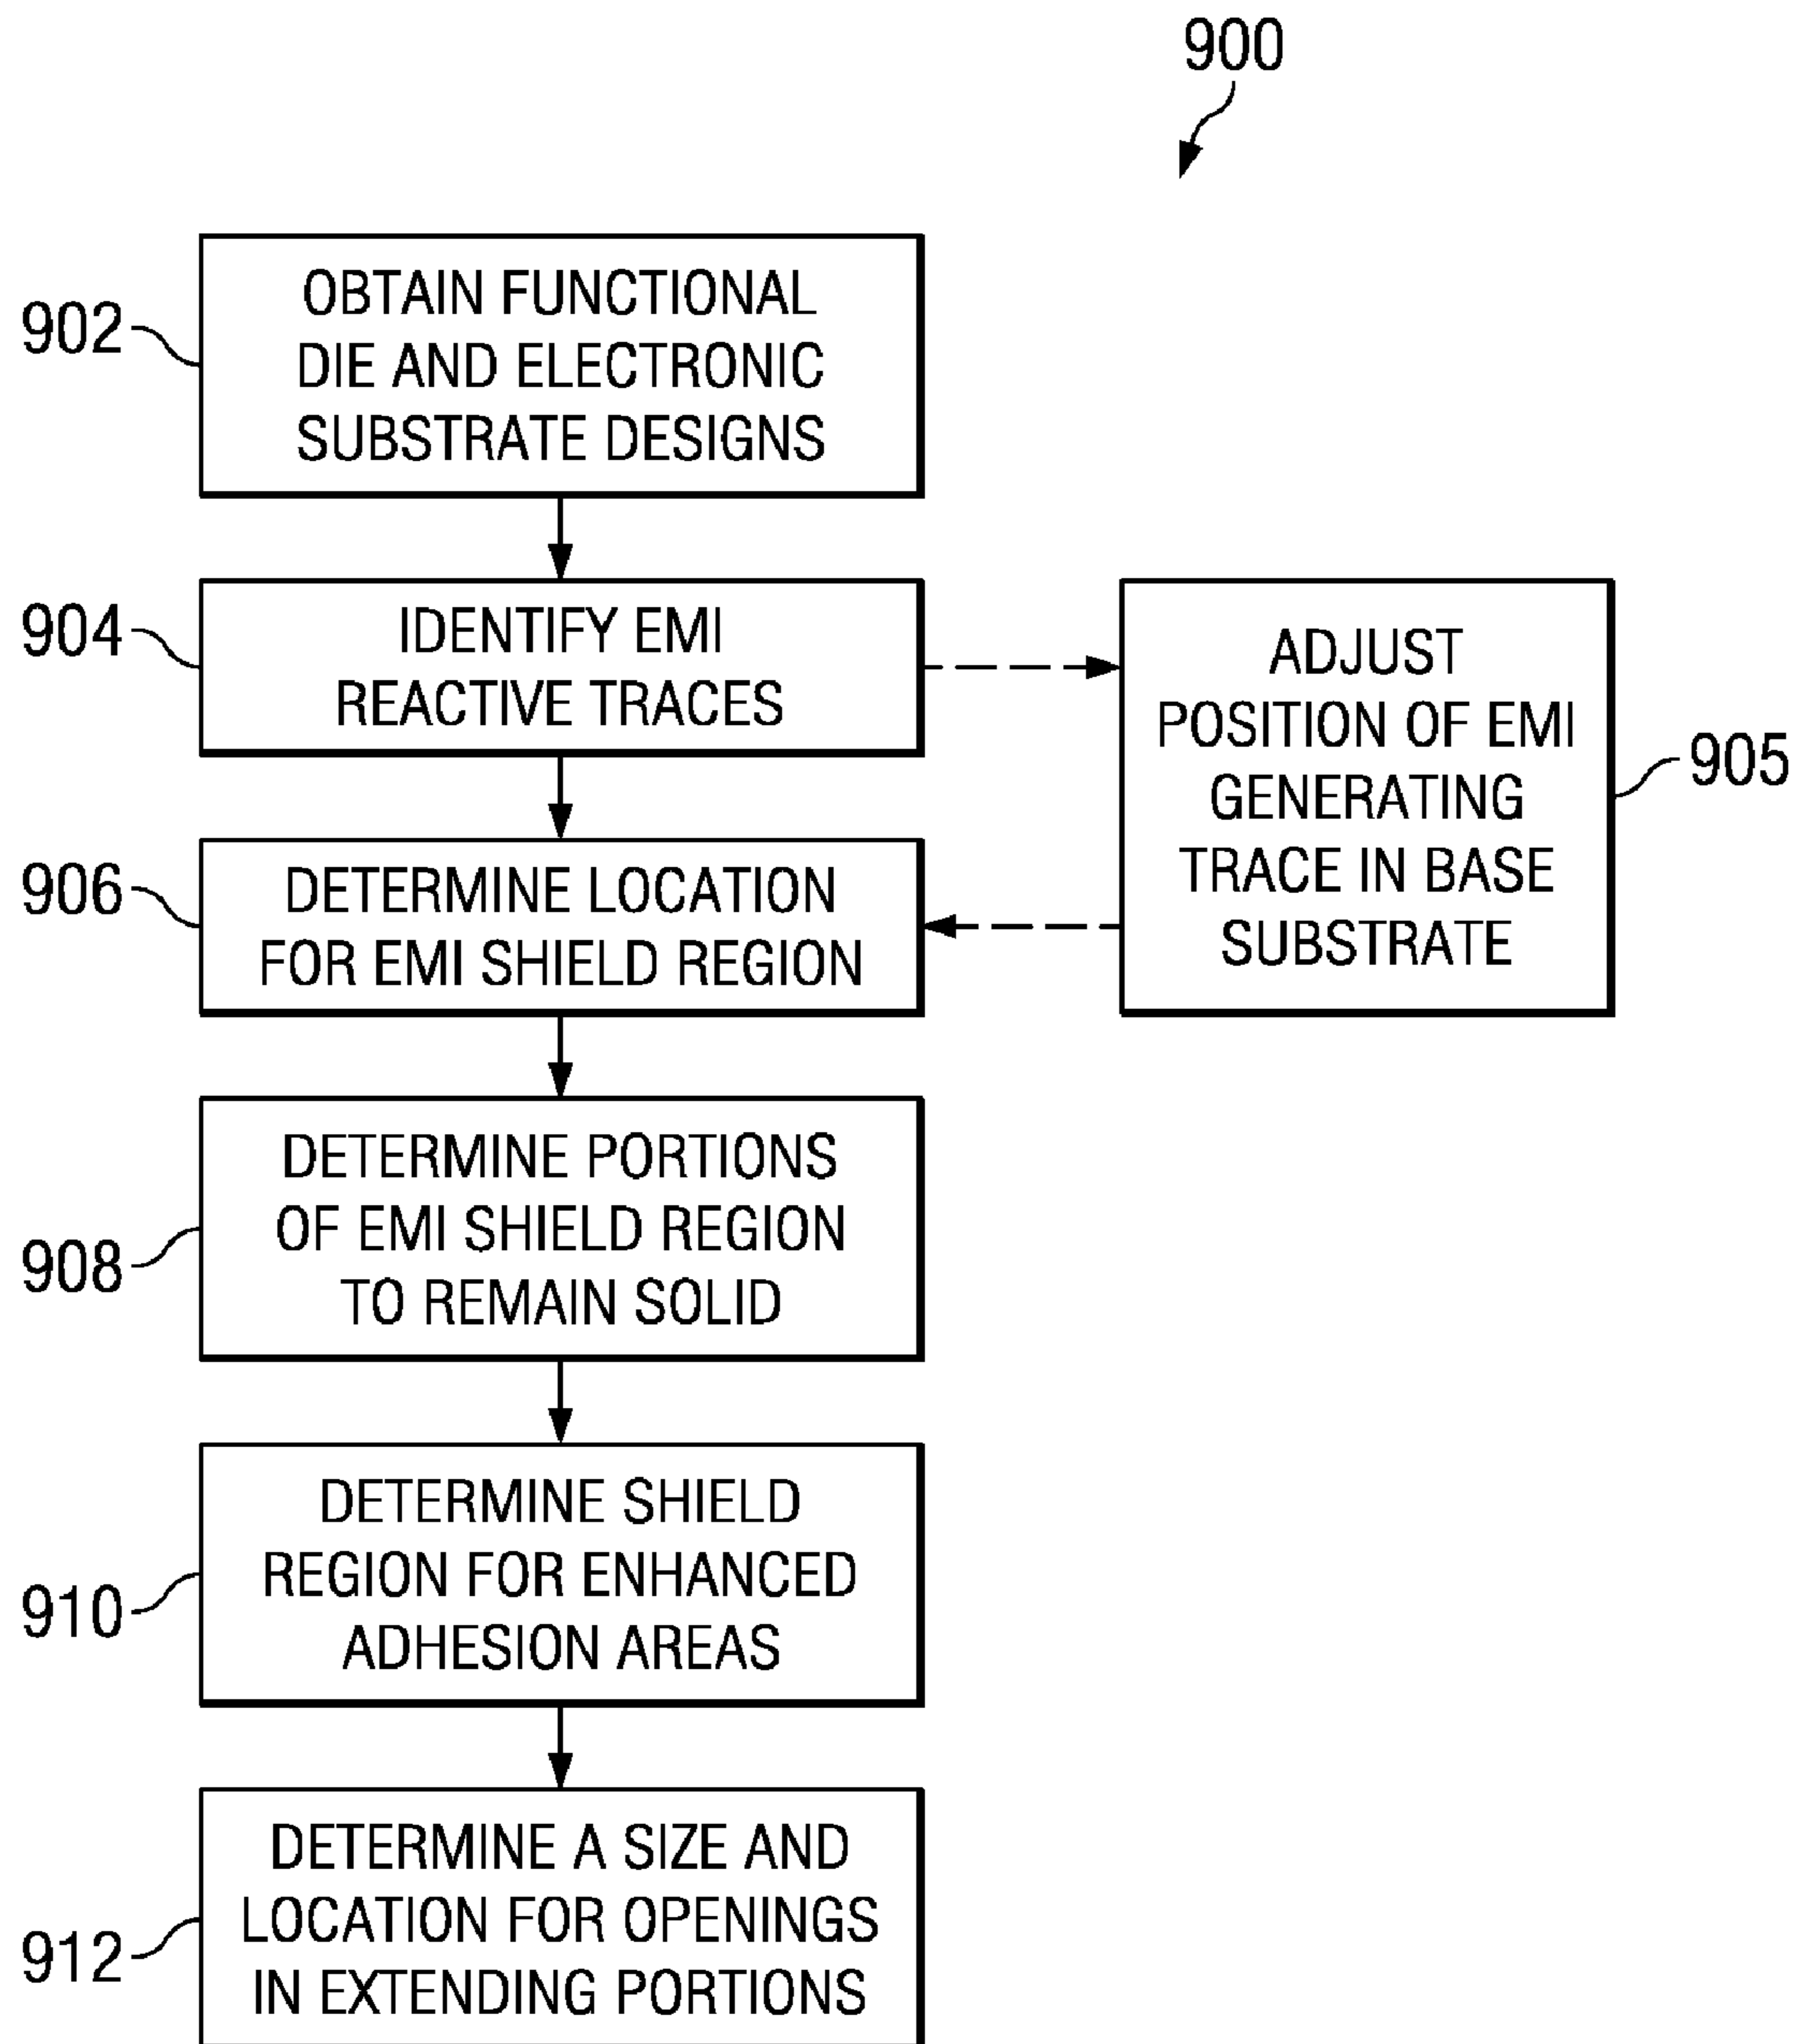 900
902
OBTAIN FUNCTIONAL
DIE AND ELECTRONIC
SUBSTRATE DESIGNS
904
IDENTIFY EMI
REACTIVE TRACES
ADJUST
POSITION OF EMI
GENERATING
TRACE IN BASE
SUBSTRATE
905
906
DETERMINE LOCATION
FOR EMI SHIELD REGION
908
DETERMINE PORTIONS
OF EMI SHIELD REGION
TO REMAIN SOLID
910
DETERMINE SHIELD
REGION FOR ENHANCED
ADHESION AREAS
912
DETERMINE A SIZE AND
LOCATION FOR OPENINGS
IN EXTENDING PORTIONS